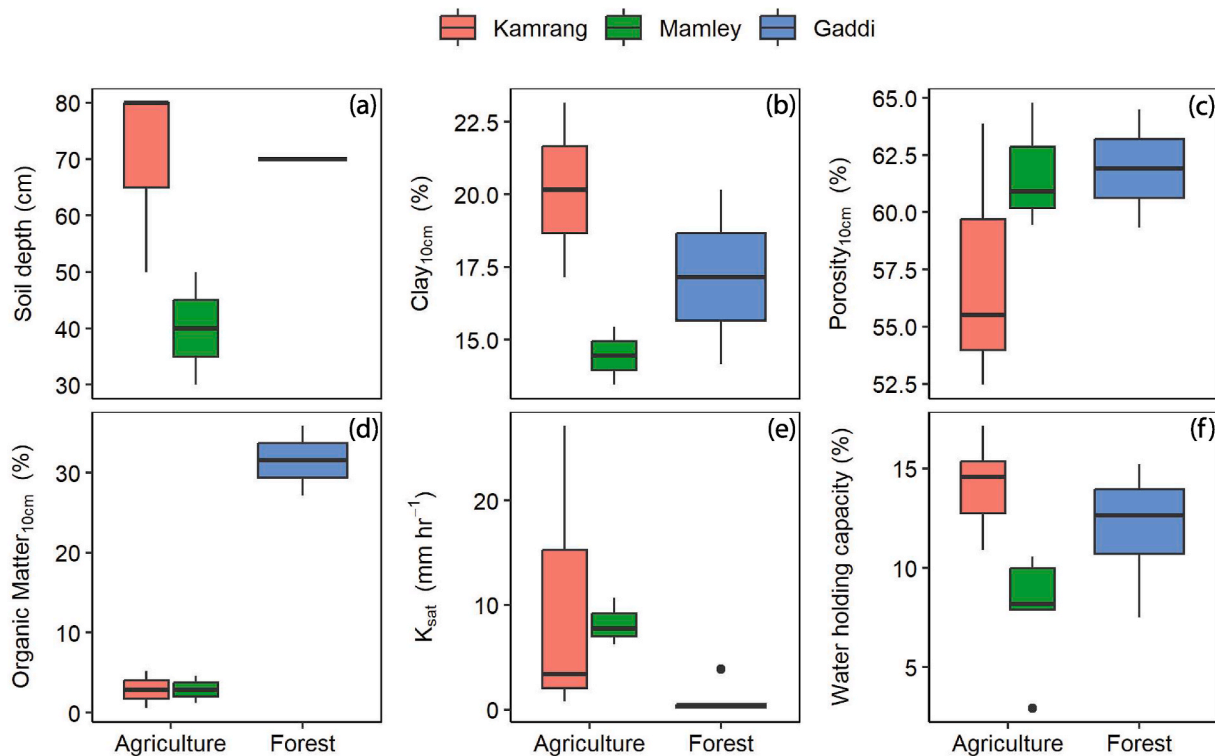 Kamrang Mamley Gaddi
(a)
Soil depth (cm)
80
70
60
50
40
30
(b)
Clay10cm (%)
22.5
20.0
17.5
15.0
(c)
Porosity10cm (%)
65.0
62.5
60.0
57.5
55.0
52.5
(d)
Organic Matter10cm (%)
30
20
10
0
Agriculture Forest
(e)
Ksat (mm hr−1)
20
10
0
Agriculture Forest
(f)
Water holding capacity (%)
15
10
5
Agriculture Forest